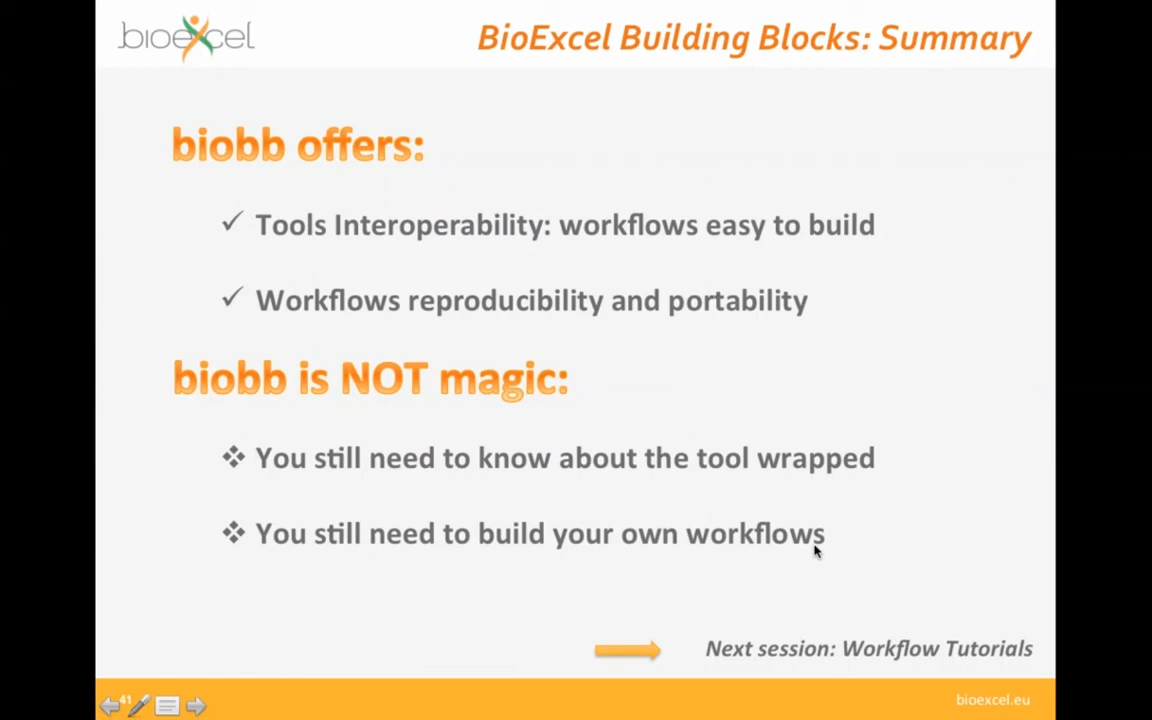 bioexcel
BioExcel Building Blocks: Summary
biobb offers:
✓ Tools Interoperability: workflows easy to build
✓ Workflows reproducibility and portability
biobb is NOT magic:
❖ You still need to know about the tool wrapped
❖ You still need to build your own workflows
Next session: Workflow Tutorials
41
bioexcel.eu